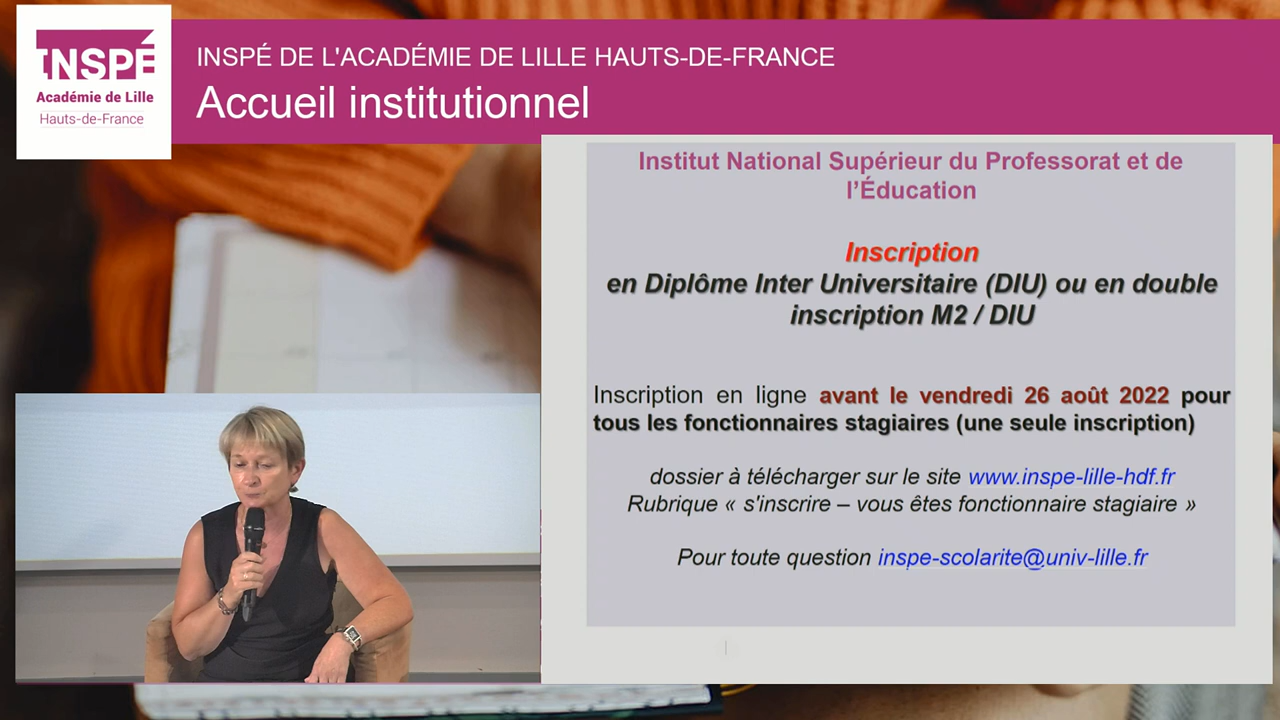 INSPÉ
Académie de Lille
Hauts-de-France
INSPÉ DE L'ACADÉMIE DE LILLE HAUTS-DE-FRANCE
Accueil institutionnel
Institut National Supérieur du Professorat et de
l'Éducation
Inscription
en Diplôme Inter Universitaire (DIU) ou en double
inscription M2 / DIU
Inscription en ligne avant le vendredi 26 août 2022 pour
tous les fonctionnaires stagiaires (une seule inscription)
dossier à télécharger sur le site www.inspe-lille-hdf.fr
Rubrique « s'inscrire – vous êtes fonctionnaire stagiaire »
Pour toute question inspe-scolarite@univ-lille.fr